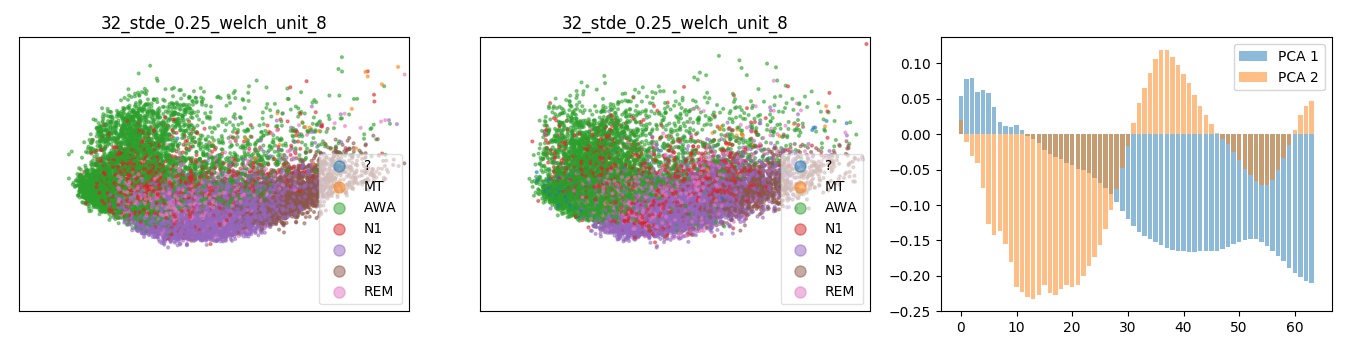 32_stde_0.25_welch_unit_8
?
MT
AWA
N1
N2
N3
REM
32_stde_0.25_welch_unit_8
?
MT
AWA
N1
N2
N3
REM
PCA 1
PCA 2
0.10
0.05
0.00
−0.05
−0.10
−0.15
−0.20
−0.25
0 10 20 30 40 50 60